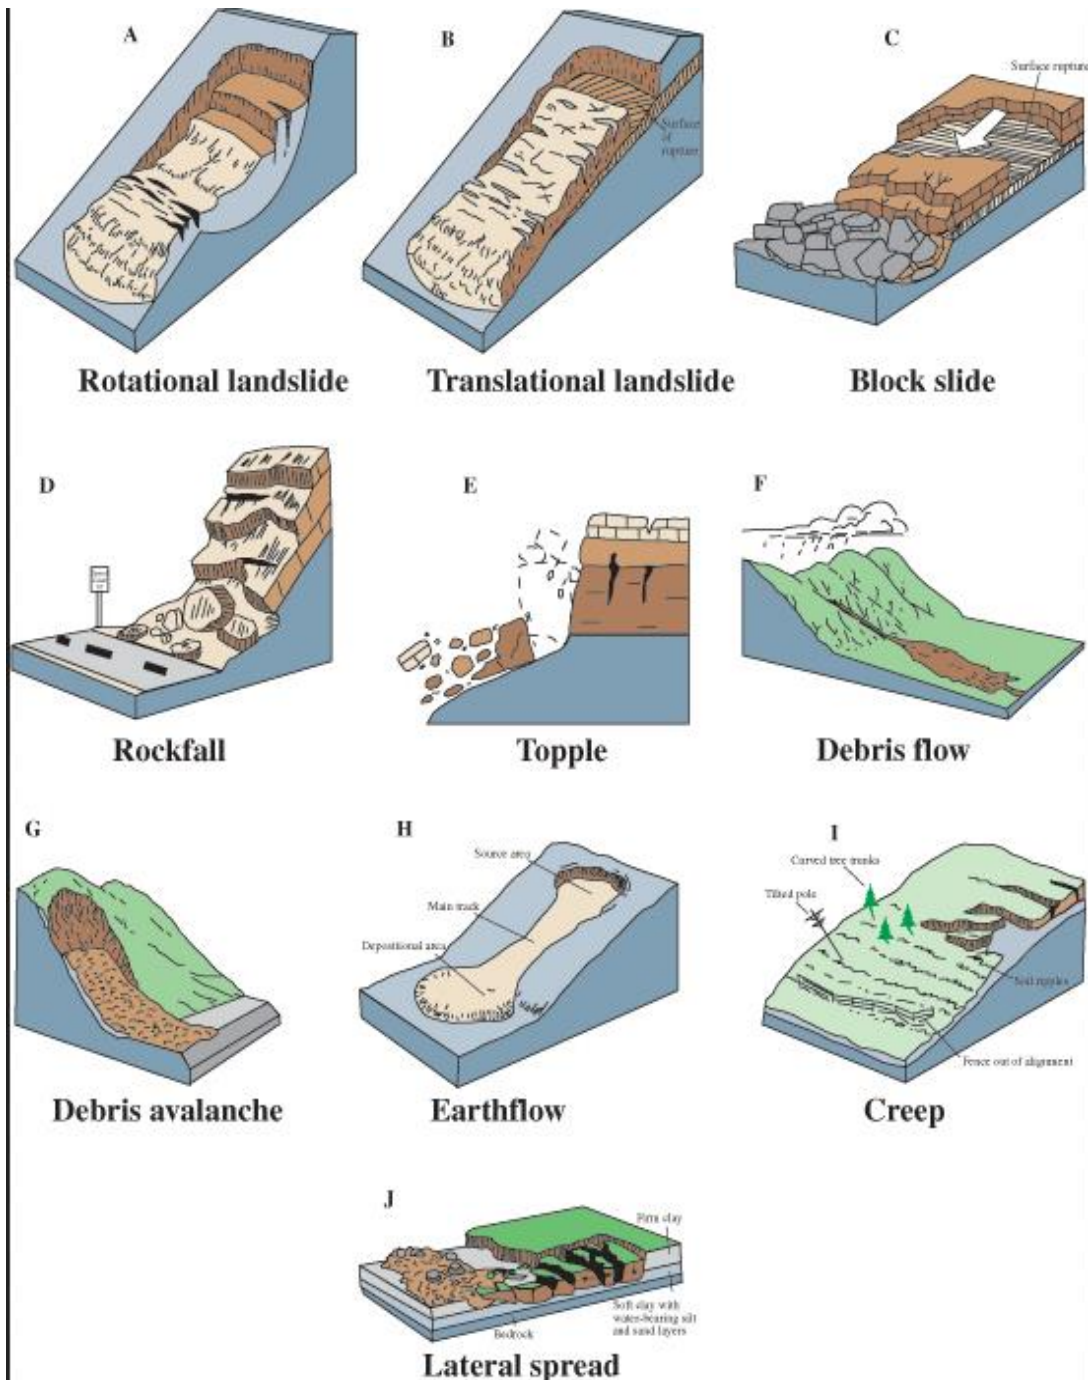 A
B
C
Surface rupture
Surface
of
rupture
Rotational landslide
Translational landslide
Block slide
D
E
F
Rockfall
Topple
Debris flow
G
H
I
Source area
Main track
Depositional area
Curved tree trunks
Tilted pole
Soil ripples
Fence out of alignment
Debris avalanche
Earthflow
Creep
J
Firm clay
Soft clay with
water-bearing silt
and sand layers
Bedrock
Lateral spread